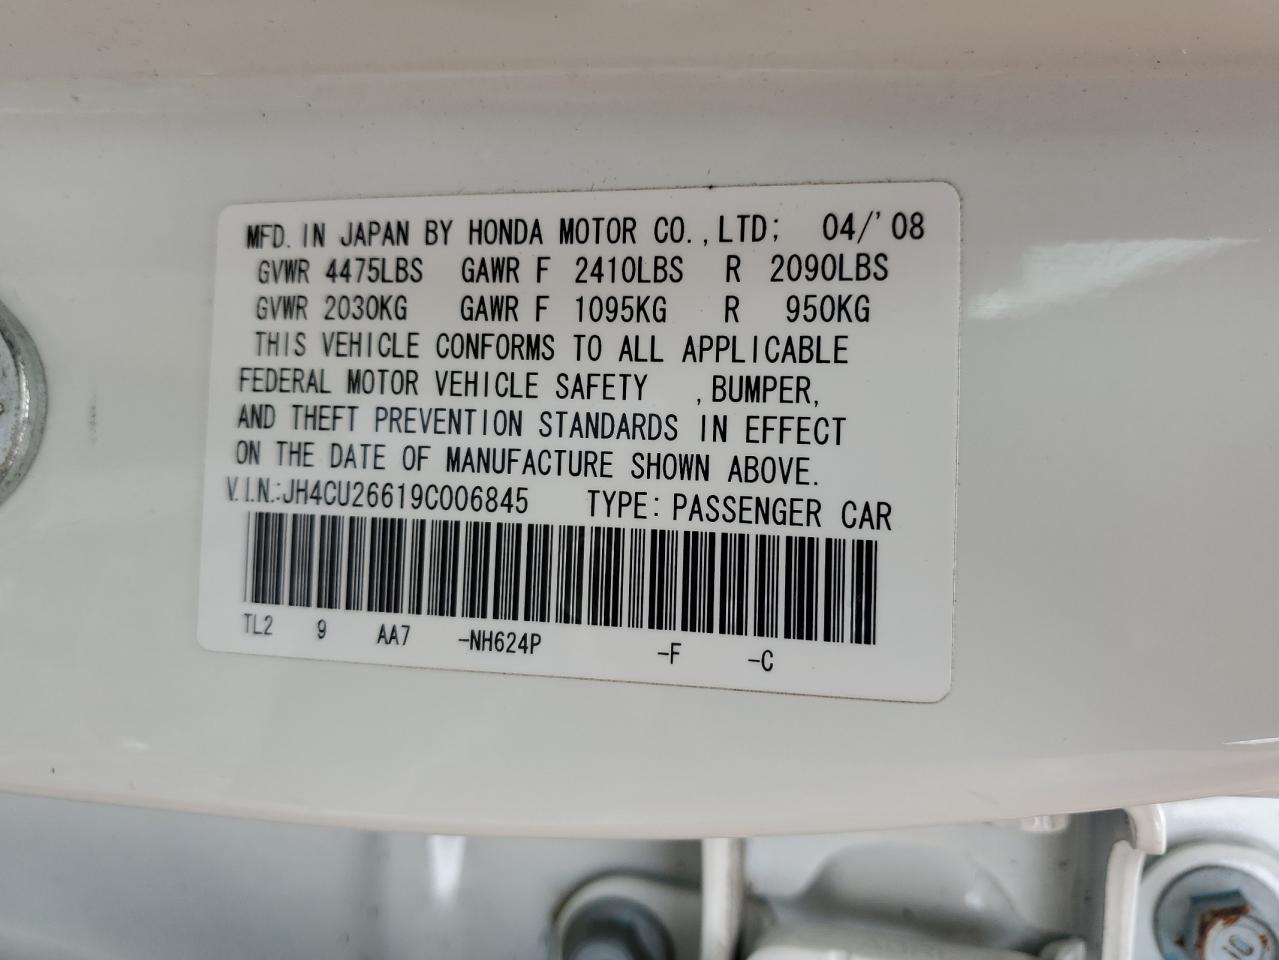 MFD. IN JAPAN BY HONDA MOTOR CO., LTD; 04/'08
GVWR 4475LBS GAWR F 2410LBS R 2090LBS
GVWR 2030KG GAWR F 1095KG R 950KG
THIS VEHICLE CONFORMS TO ALL APPLICABLE
FEDERAL MOTOR VEHICLE SAFETY , BUMPER,
AND THEFT PREVENTION STANDARDS IN EFFECT
ON THE DATE OF MANUFACTURE SHOWN ABOVE.
V.I.N.:JH4CU26619C006845 TYPE: PASSENGER CAR
TL2 9 AA7 -NH624P -F -C
10